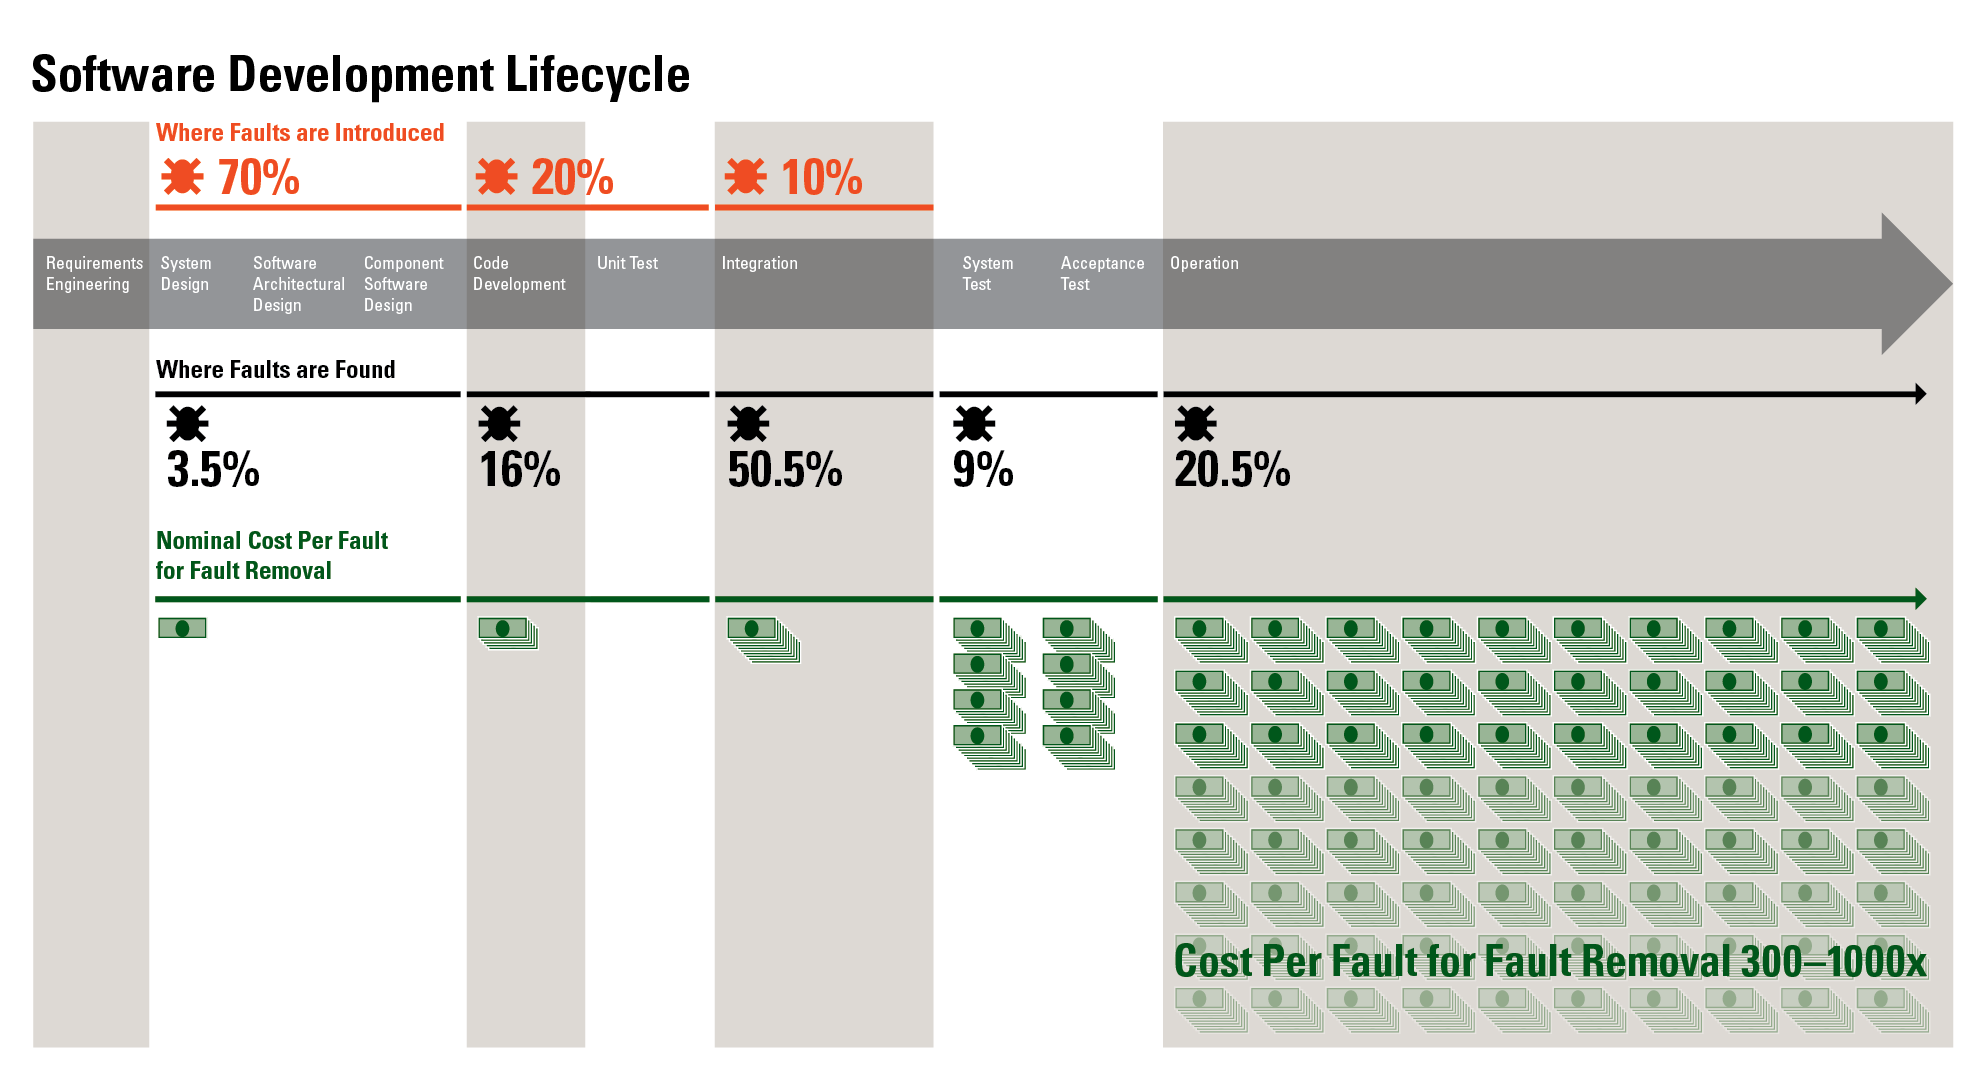 Software Development Lifecycle
Where Faults are Introduced
70%
20%
10%
Requirements
Engineering
System
Design
Software
Architectural
Design
Component
Software
Design
Code
Development
Unit Test
Integration
System
Test
Acceptance
Test
Operation
Where Faults are Found
3.5%
16%
50.5%
9%
20.5%
Nominal Cost Per Fault
for Fault Removal
Cost Per Fault for Fault Removal 300–1000x